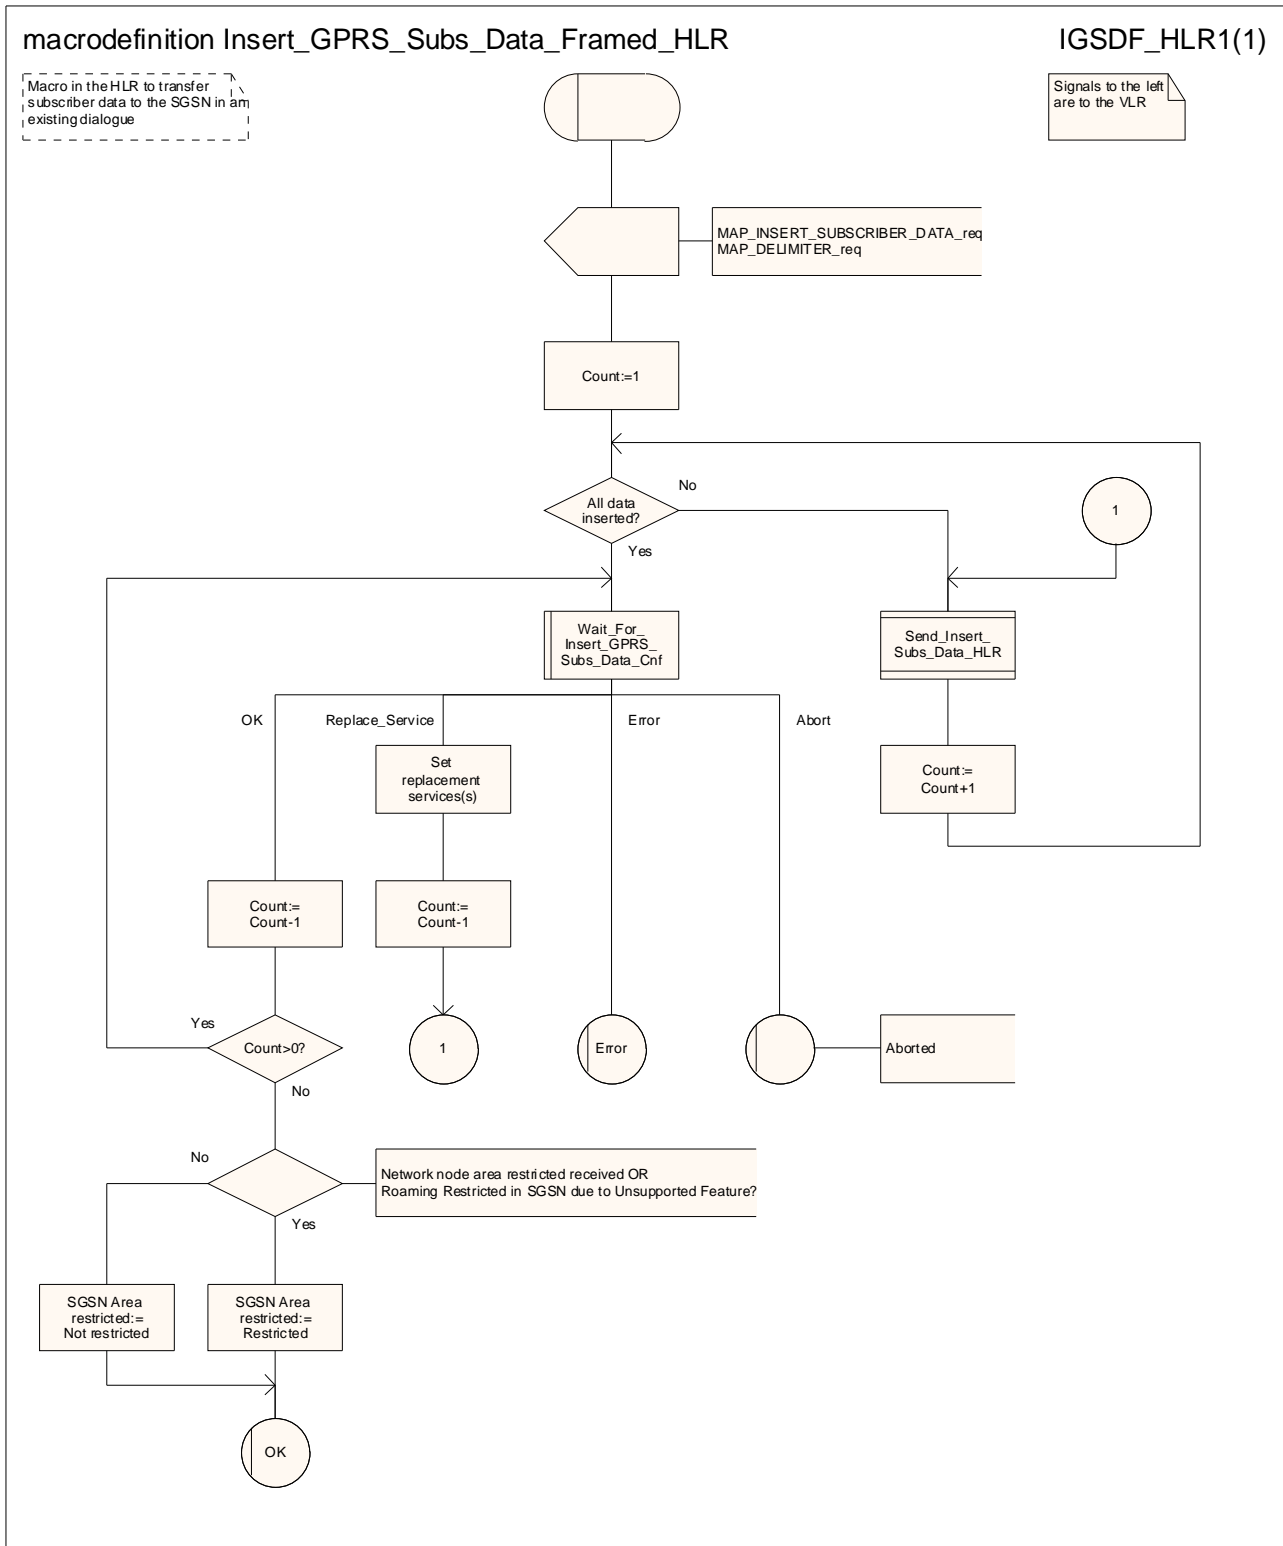 macrodefinition Insert_GPRS_Subs_Data_Framed_HLR
IGSDF_HLR1(1)
Macro in the HLR to transfer
subscriber data to the SGSN in an
existing dialogue
Signals to the left
are to the VLR
MAP_INSERT_SUBSCRIBER_DATA_req
MAP_DELIMITER_req
Count:=1
No
All data
inserted?
1
Yes
Wait_For_
Insert_GPRS_
Subs_Data_Cnf
Send_Insert_
Subs_Data_HLR
OK
Replace_Service
Error
Abort
Set
replacement
services(s)
Count:=
Count+1
Count:=
Count-1
Count:=
Count-1
Yes
Count>0?
1
Error
Aborted
No
No
Network node area restricted received OR
Roaming Restricted in SGSN due to Unsupported Feature?
Yes
SGSN Area
restricted:=
Not restricted
SGSN Area
restricted:=
Restricted
OK